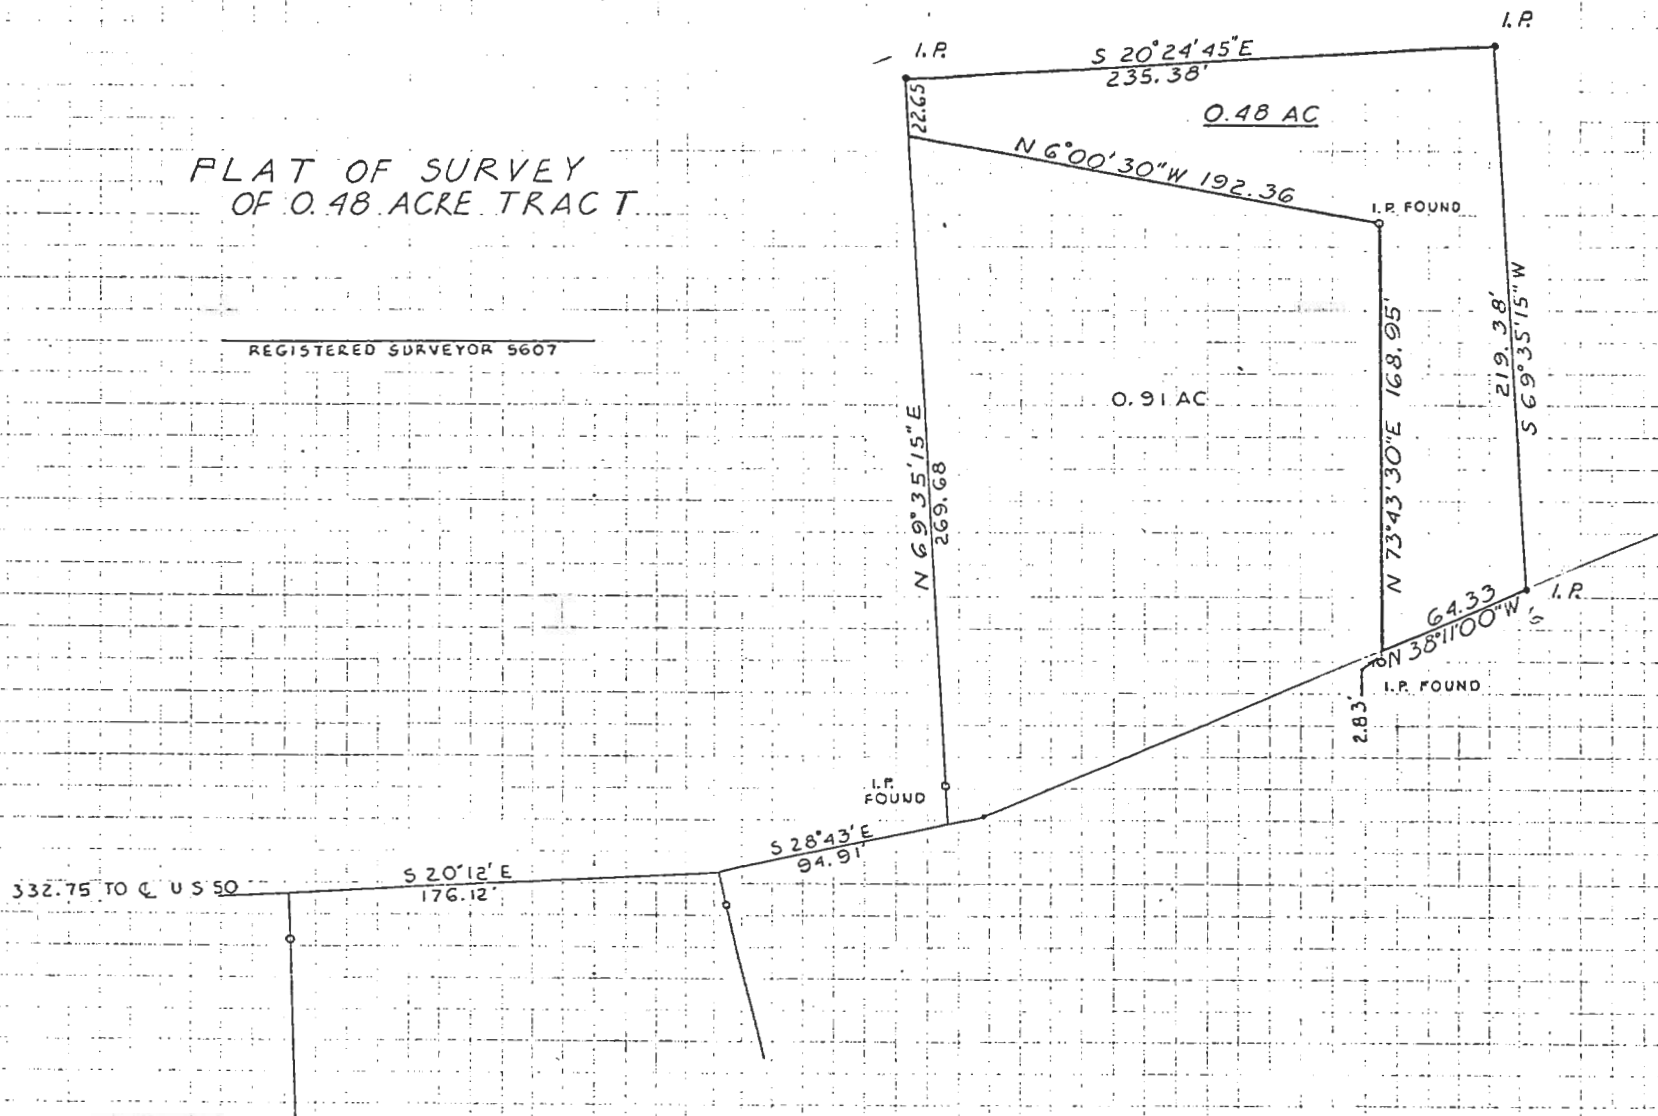 I.P.
I.P.
S 20°24'45"E
235.38'
22.65
0.48 AC
PLAT OF SURVEY
OF 0.48 ACRE TRACT
N 6°00'30"W 192.36
I.P. FOUND
REGISTERED SURVEYOR 5607
219.38'
S 69°35'15"W
N 73°43'30"E 168.95'
0.91 AC
N 69°35'15"E
269.68
64.33
N 38°11'00"W
I.P.
I.P. FOUND
2.83'
I.P.
FOUND
S 28°43'E
94.91'
S 20°12'E
176.12'
332.75 TO ℄ U S 50